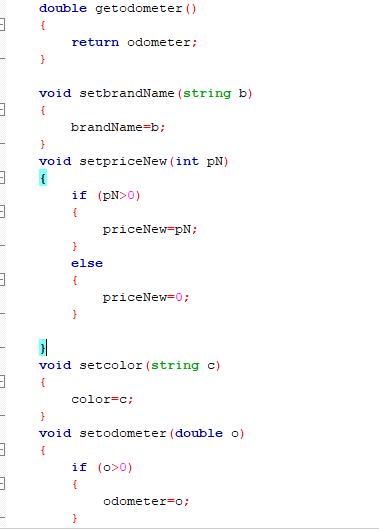 double getodometer()
{
return odometer;
}
void setbrandName(string b)
{
brandName=b;
}
void setpriceNew(int pN)
{
if (pN>0)
{
priceNew=pN;
}
else
{
priceNew=0;
}
}
void setcolor(string c)
{
color=c;
}
void setodometer(double o)
{
if (o>0)
{
odometer=o;
}